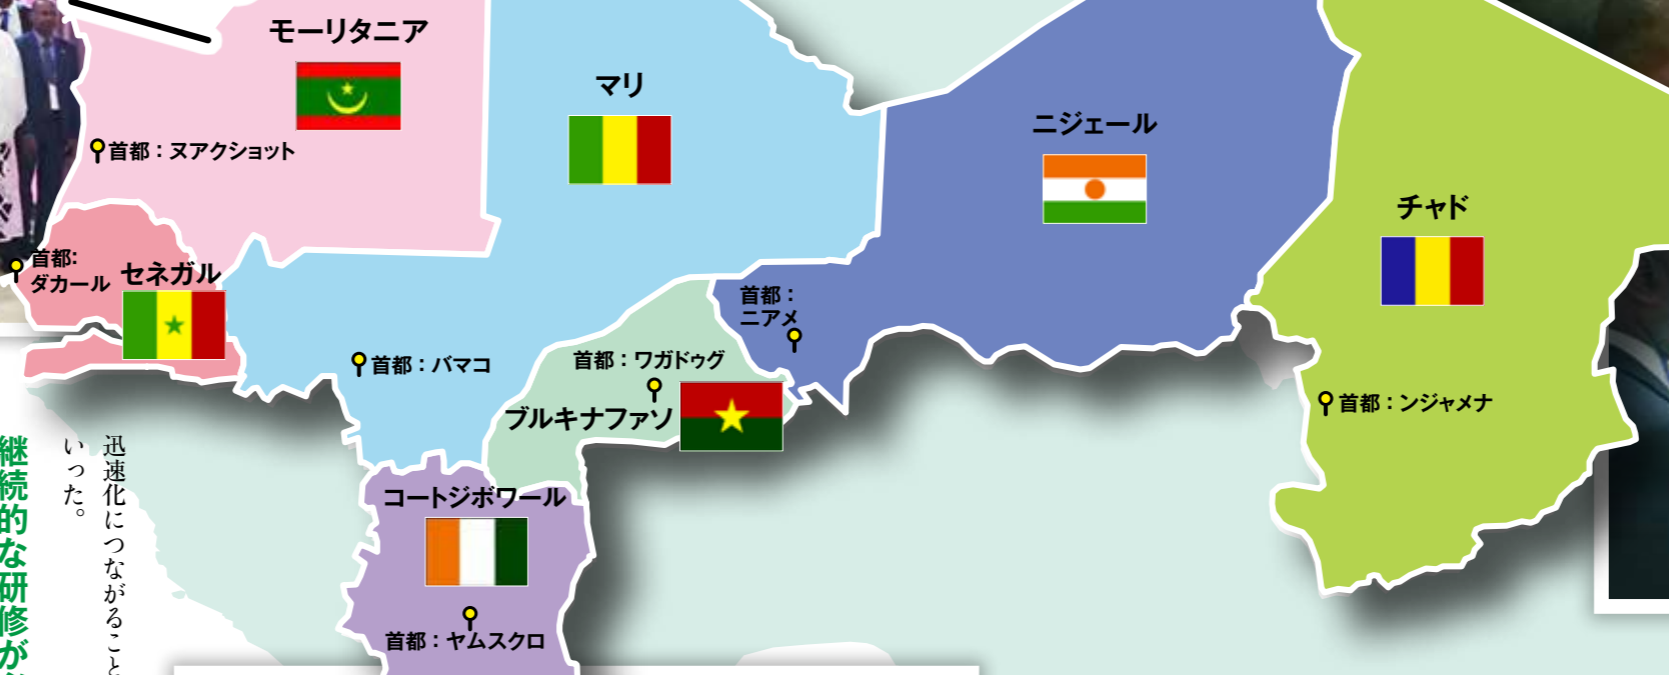 モーリタニア
首都：ヌアクショット
マリ
ニジェール
チャド
首都：
ダカール
セネガル
首都：バマコ
首都：ワガドゥグ
ブルキナファソ
首都：
ニアメ
首都：ンジャメナ
コートジボワール
首都：ヤムスクロ
迅速化につながること
いった。
継続的な研修が